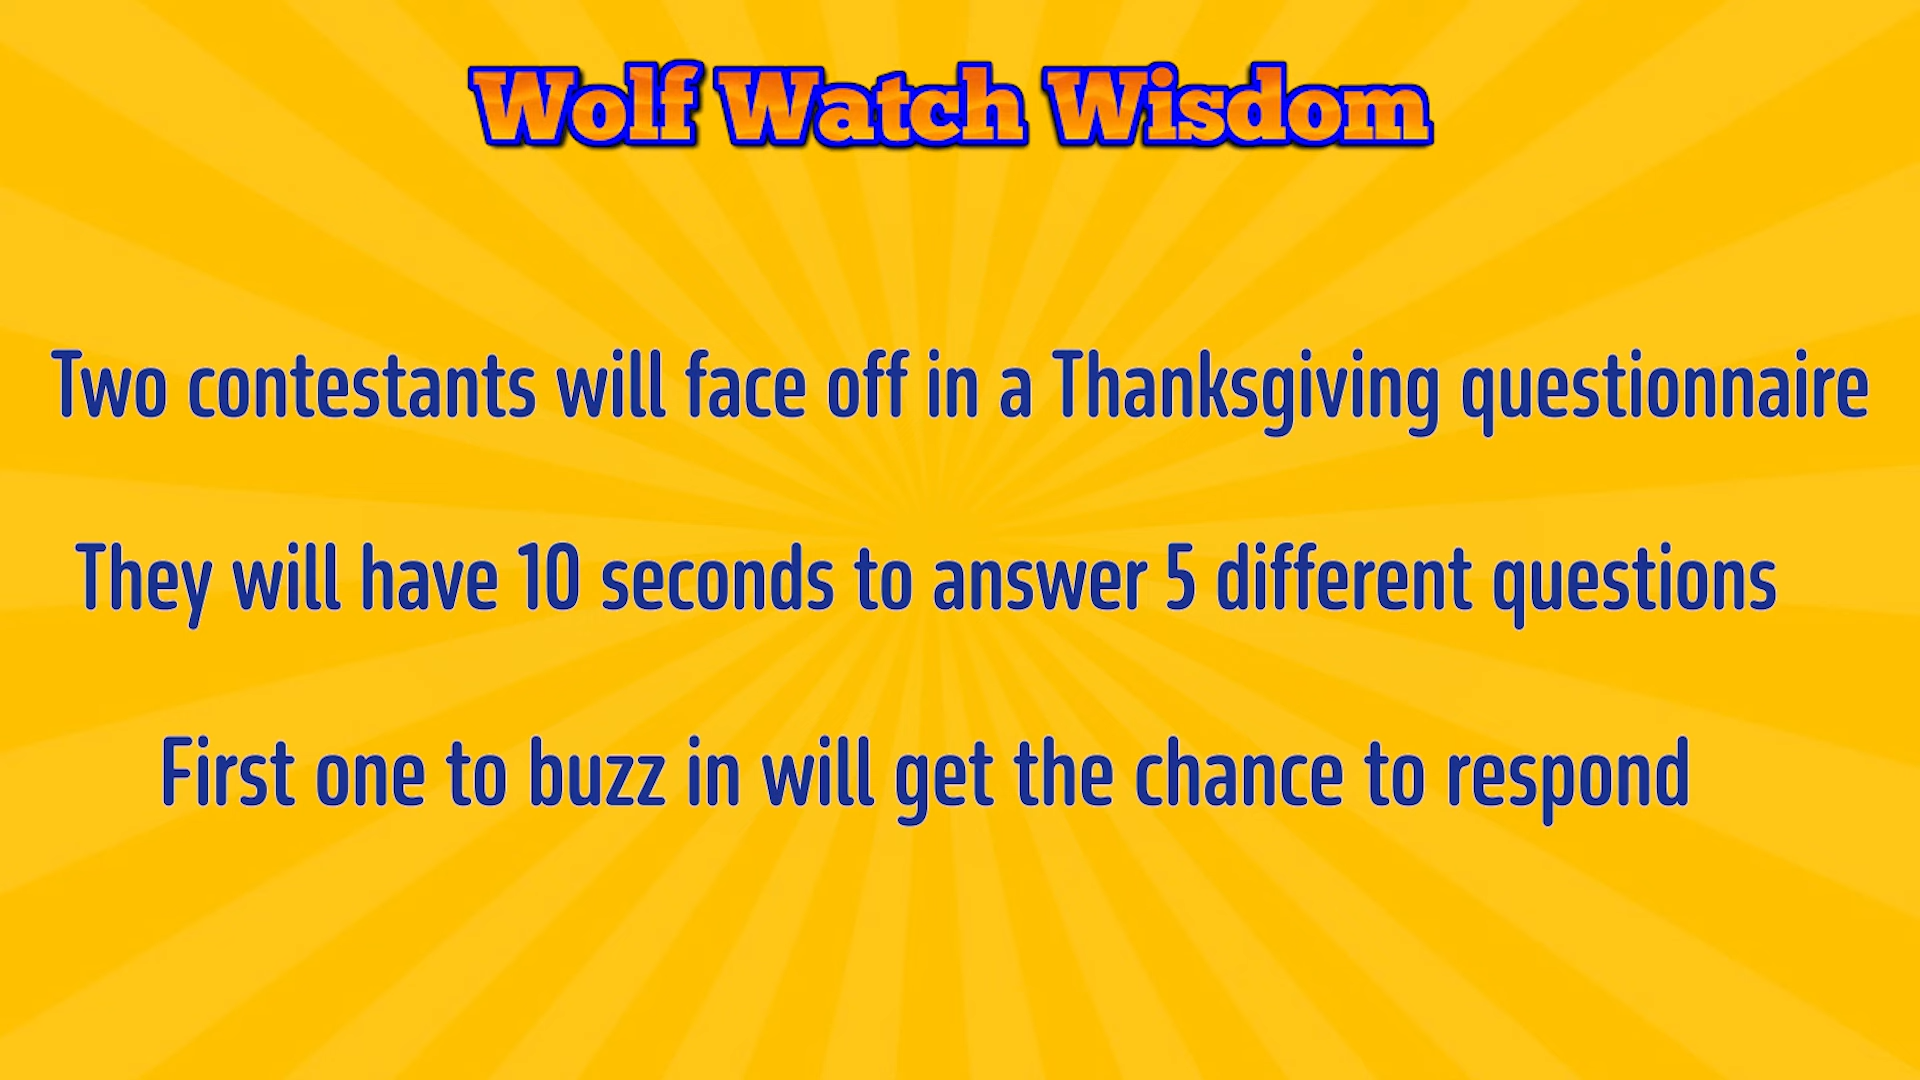 Wolf Watch Wisdom
Two contestants will face off in a Thanksgiving questionnaire
They will have 10 seconds to answer 5 different questions
First one to buzz in will get the chance to respond